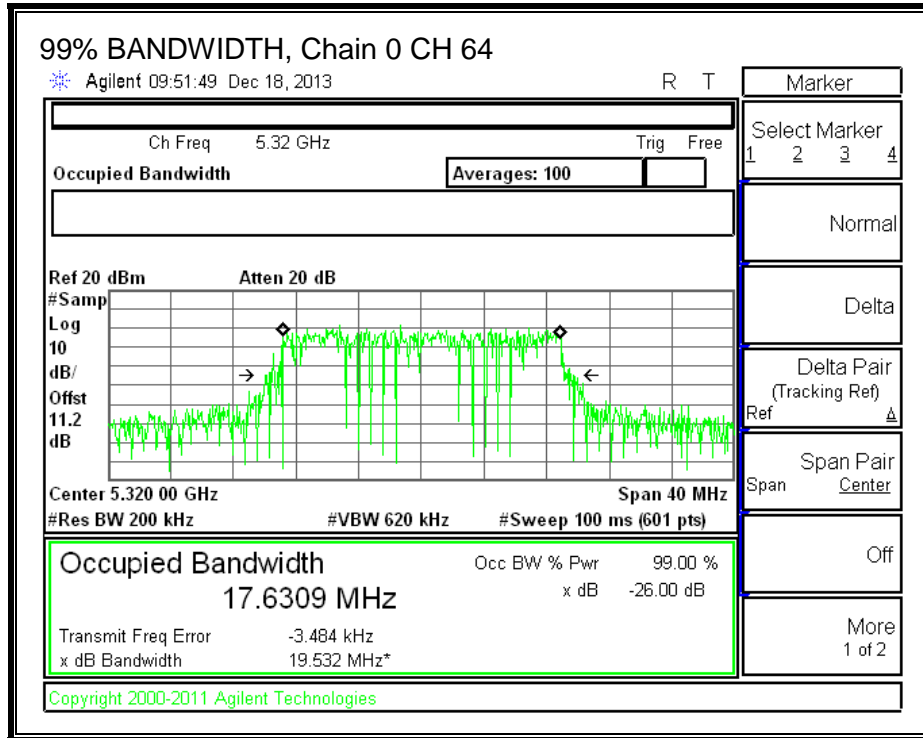 99% BANDWIDTH, Chain 0 CH 64
Agilent 09:51:49 Dec 18, 2013 R T
Ch Freq 5.32 GHz Trig Free
Occupied Bandwidth Averages: 100
Ref 20 dBm Atten 20 dB
#Samp
Log
10
dB/
Offst
11.2
dB
Center 5.320 00 GHz Span 40 MHz
#Res BW 200 kHz #VBW 620 kHz #Sweep 100 ms (601 pts)
Occupied Bandwidth Occ BW % Pwr 99.00 %
17.6309 MHz x dB -26.00 dB
Transmit Freq Error -3.484 kHz
x dB Bandwidth 19.532 MHz*
Copyright 2000-2011 Agilent Technologies
Marker
Select Marker
1 2 3 4
Normal
Delta
Delta Pair
(Tracking Ref)
Ref Δ
Span Pair
Span Center
Off
More
1 of 2